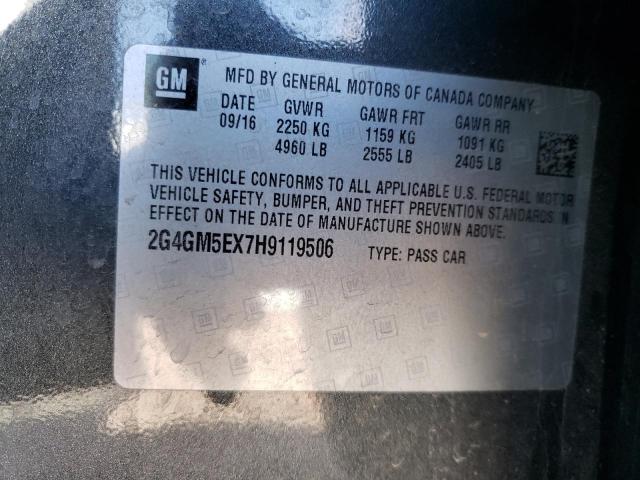 GM ® MFD BY GENERAL MOTORS OF CANADA COMPANY
DATE GVWR GAWR FRT GAWR RR
09/16 2250 KG 1159 KG 1091 KG
4960 LB 2555 LB 2405 LB
THIS VEHICLE CONFORMS TO ALL APPLICABLE U.S. FEDERAL MOTOR
VEHICLE SAFETY, BUMPER, AND THEFT PREVENTION STANDARDS IN
EFFECT ON THE DATE OF MANUFACTURE SHOWN ABOVE.
2G4GM5EX7H9119506 TYPE: PASS CAR